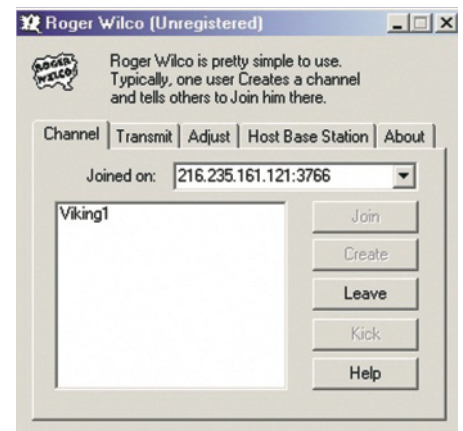 Roger Wilco (Unregistered)
ROGER WILCO!
Roger Wilco is pretty simple to use.
Typically, one user Creates a channel
and tells others to Join him there.
Channel Transmit Adjust Host Base Station About
Joined on: 216.235.161.121:3766
Viking1
Join
Create
Leave
Kick
Help